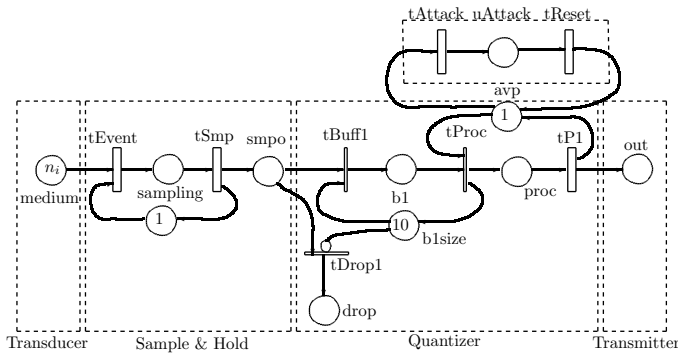 tAttack uAttack tReset
avp
1
tEvent tSmp smpo tBuff1 tProc tP1 out
n_i
medium sampling b1 proc
1 10 b1size
tDrop1
drop
Transducer Sample & Hold Quantizer Transmitter